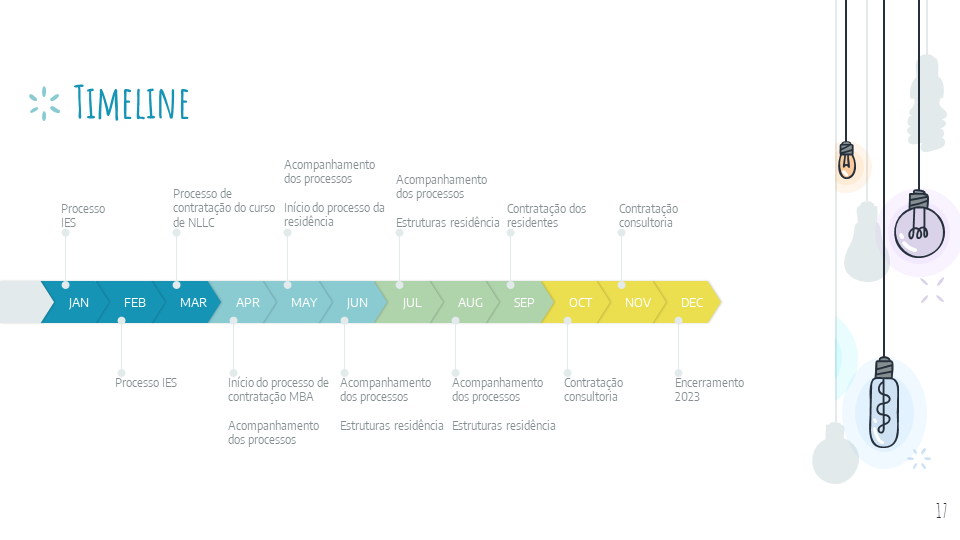 Timeline
Acompanhamento
dos processos
Início do processo da
residência
Acompanhamento
dos processos
Estruturas residência
Processo de
contratação do curso
de NLLC
Processo
IES
Contratação dos
residentes
Contratação
consultoria
JAN FEB MAR APR MAY JUN JUL AUG SEP OCT NOV DEC
Processo IES
Início do processo de
contratação MBA
Acompanhamento
dos processos
Acompanhamento
dos processos
Estruturas residência
Acompanhamento
dos processos
Estruturas residência
Contratação
consultoria
Encerramento
2023
17